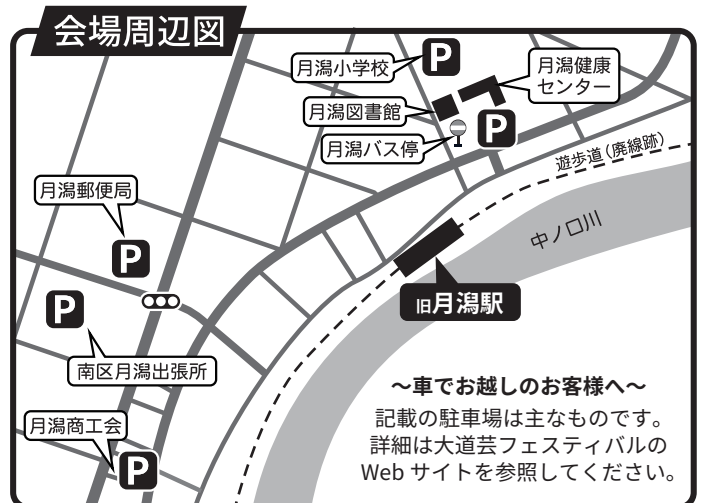 会場周辺図
月潟小学校
P
月潟健康
センター
月潟図書館
P
月潟バス停
遊歩道（廃線跡）
月潟郵便局
P
中ノ口川
P
旧月潟駅
南区月潟出張所
～車でお越しのお客様へ～
記載の駐車場は主なものです。
詳細は大道芸フェスティバルの
Web サイトを参照してください。
月潟商工会
P